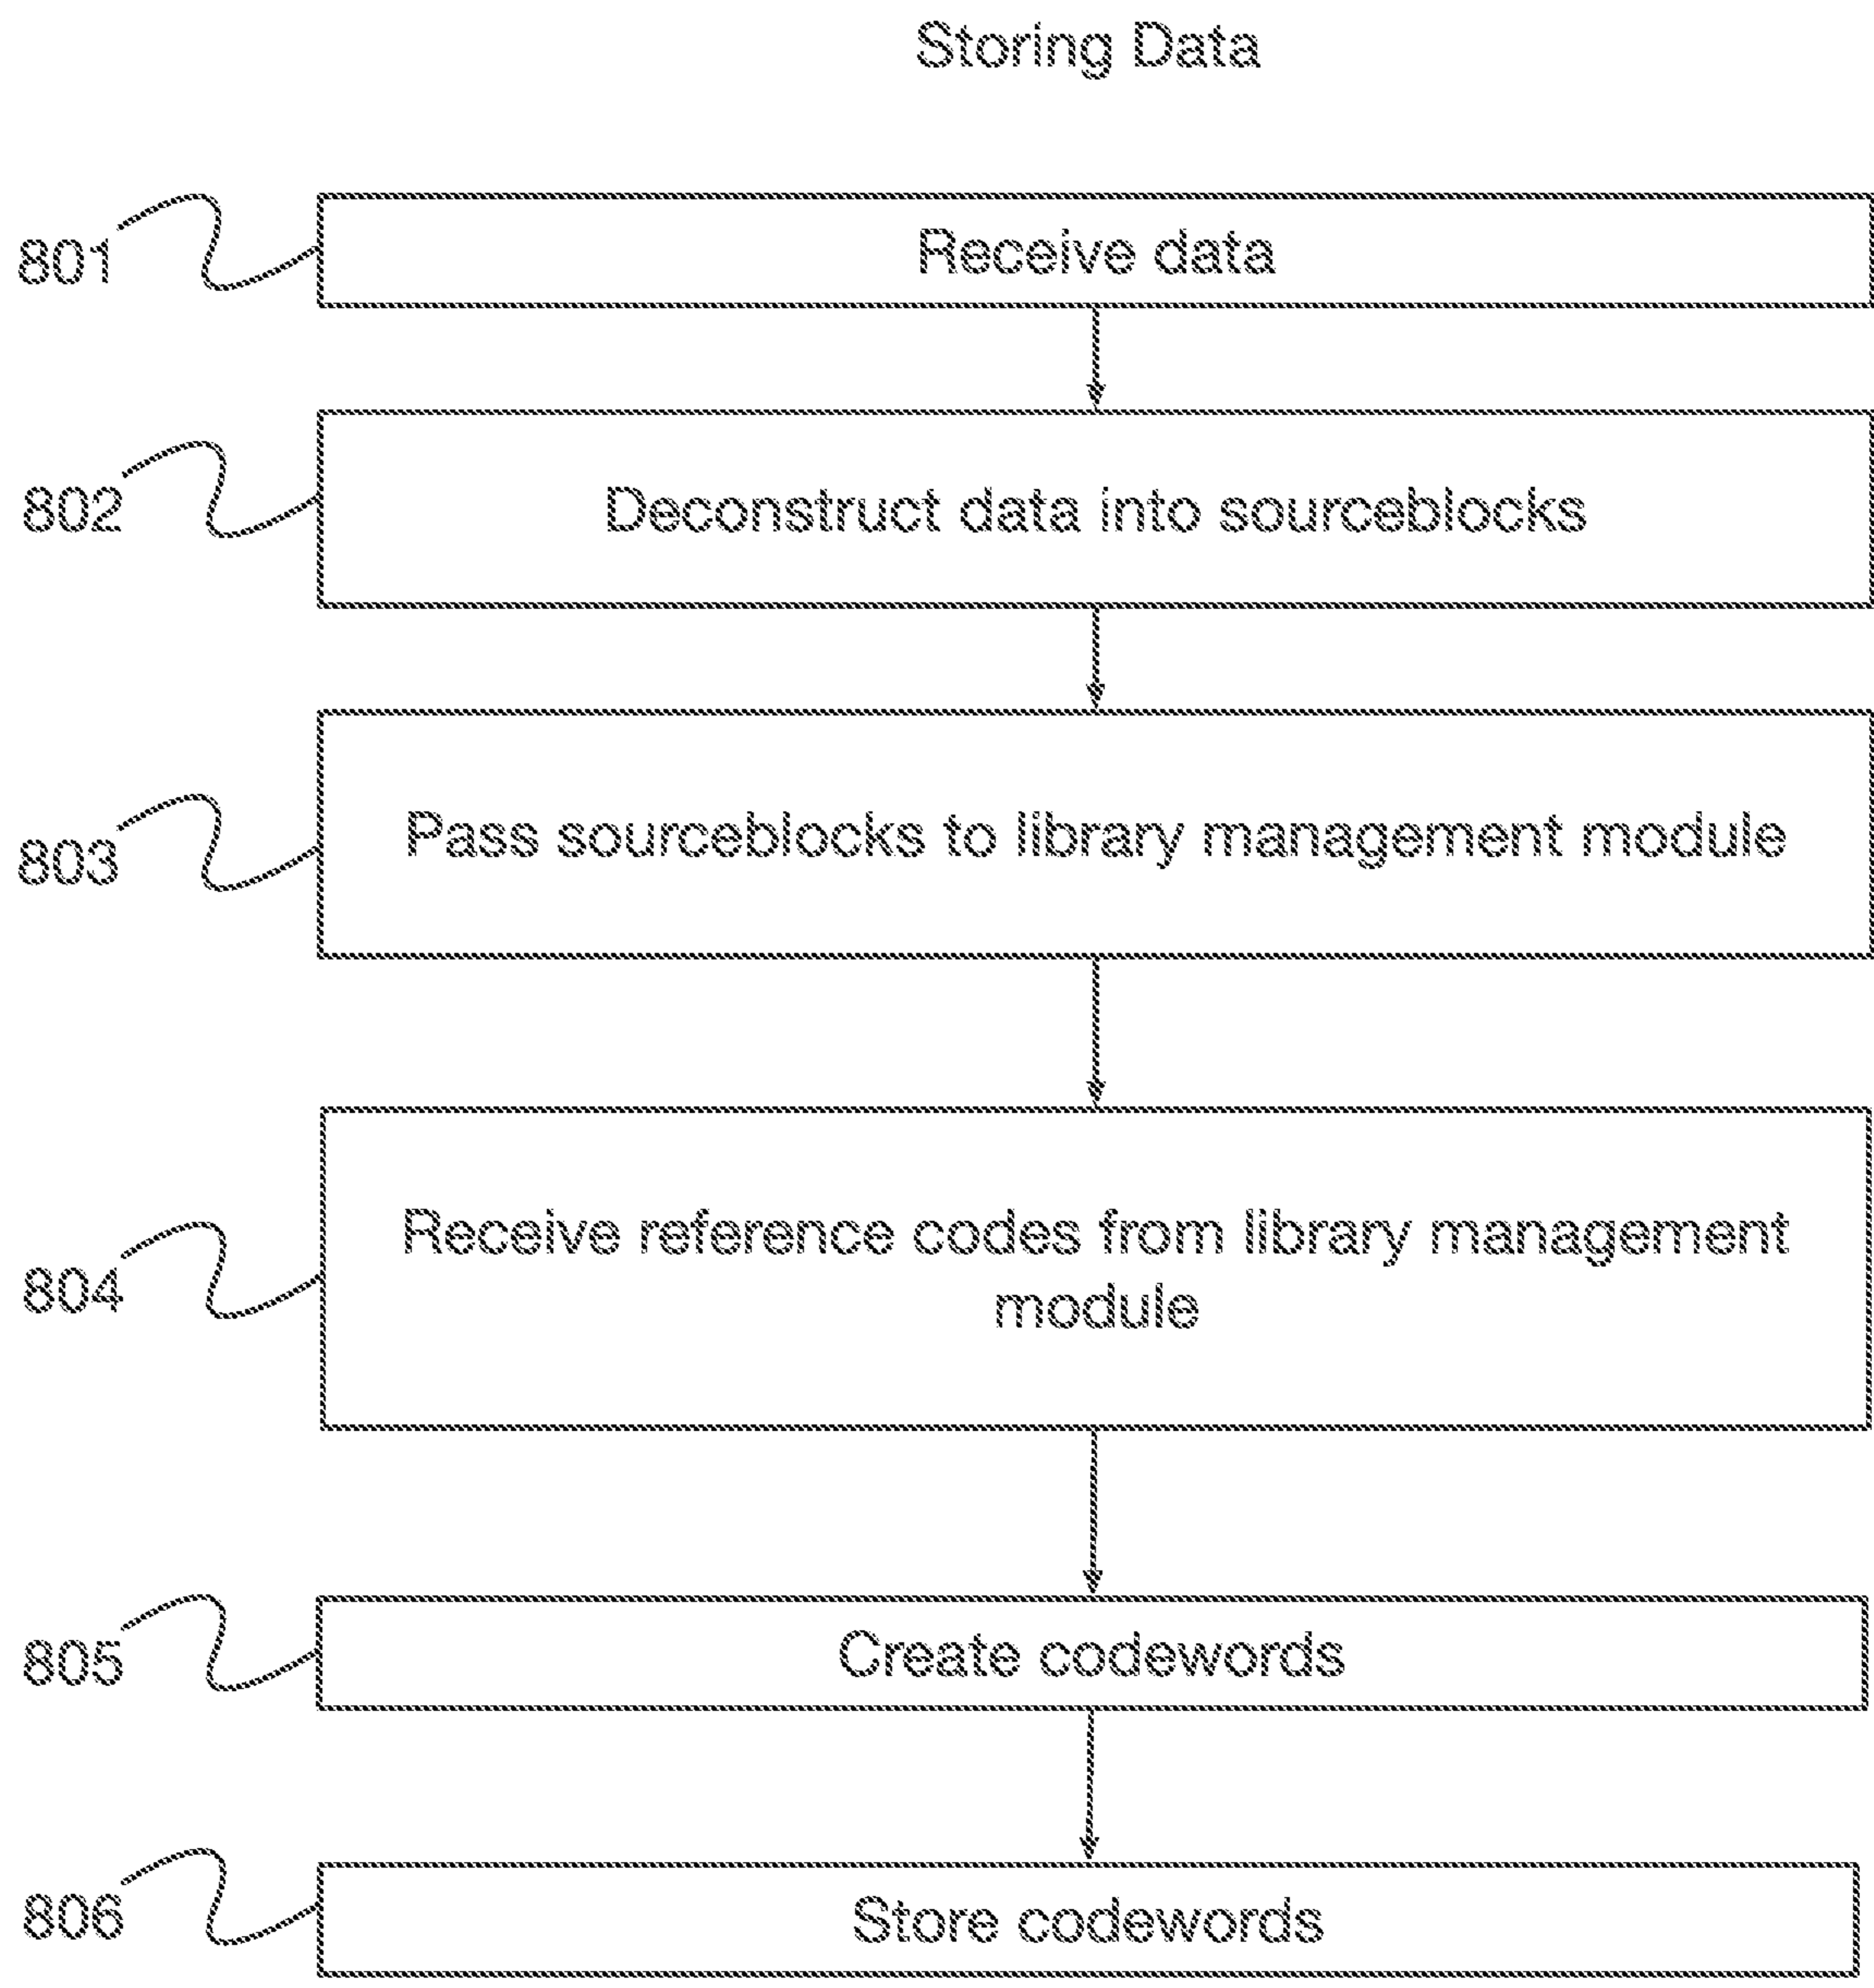 Storing Data
801
Receive data
802
Deconstruct data into sourceblocks
803
Pass sourceblocks to library management module
804
Receive reference codes from library management
module
805
Create codewords
806
Store codewords